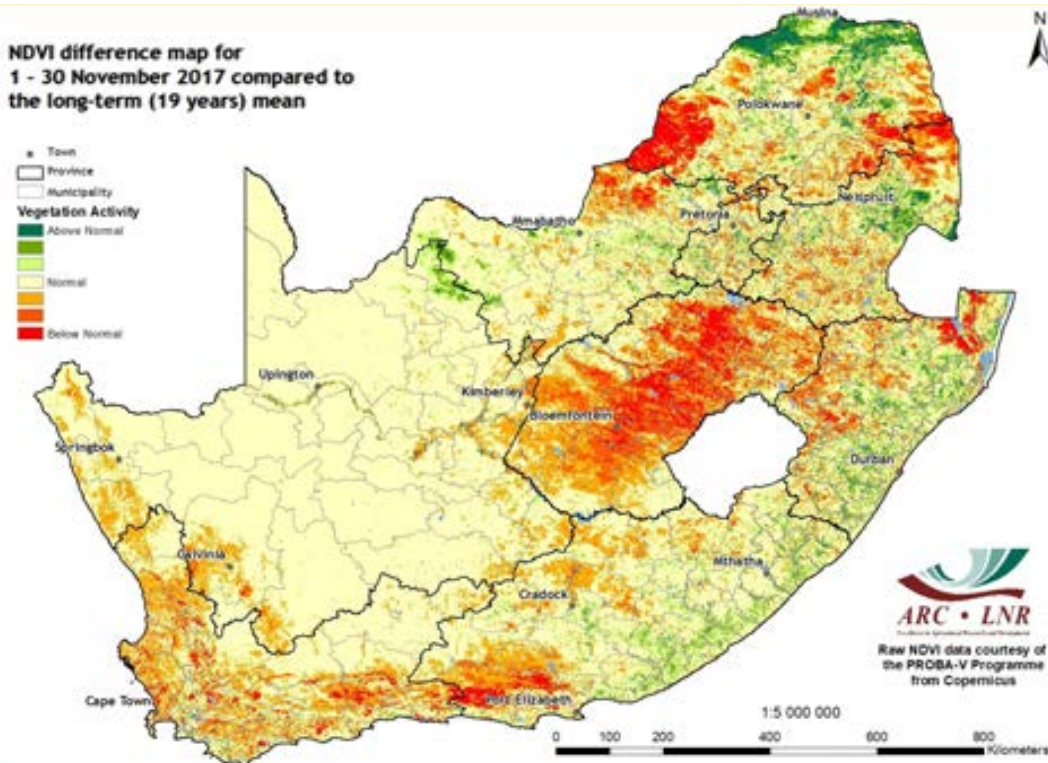 NDVI difference map for
1 - 30 November 2017 compared to
the long-term (19 years) mean
Town
Province
Municipality
Vegetation Activity
Above Normal
Normal
Below Normal
N
Musina
Polokwane
Nelspruit
Pretoria
Mmabatho
Upington
Kimberley
Bloemfontein
Springbok
Durban
Calvinia
Mthatha
Cradock
Cape Town
Port Elizabeth
ARC • LNR
Raw NDVI data courtesy of
the PROBA-V Programme
from Copernicus
1:5 000 000
0 200 400 600 800
Kilometers